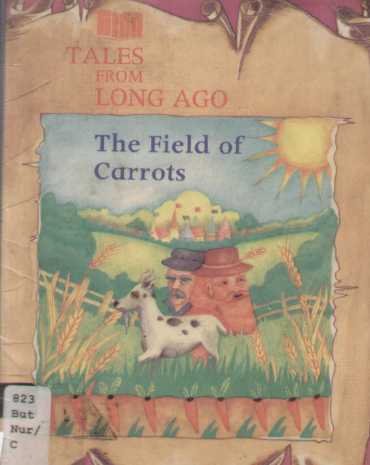 TALES
FROM
LONG AGO
The Field of
Carrots
823
But
Nur/
C